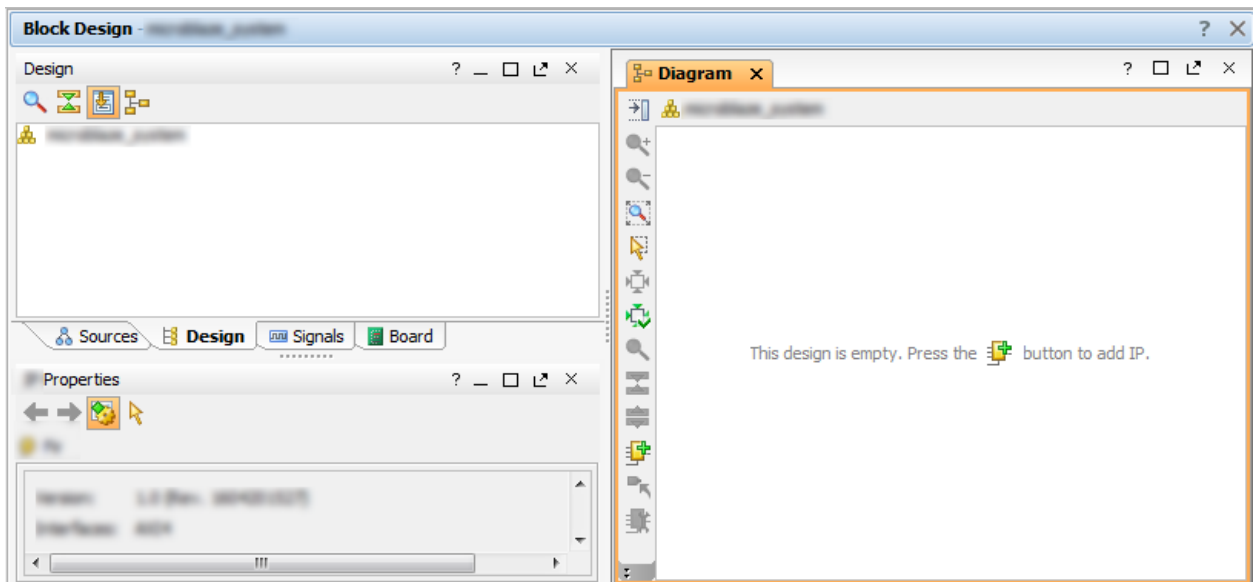 Block Design -
Design
Sources
Design
Signals
Board
Properties
Diagram
This design is empty. Press the button to add IP.